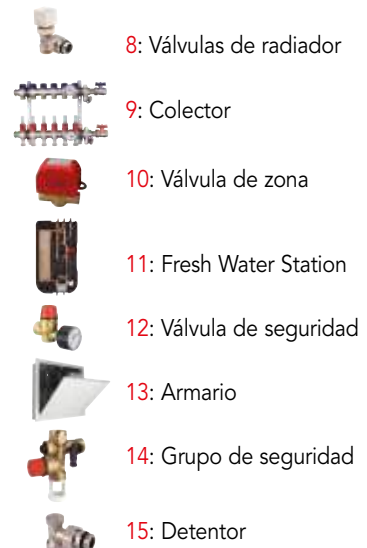 8: Válvulas de radiador
9: Colector
10: Válvula de zona
11: Fresh Water Station
12: Válvula de seguridad
13: Armario
14: Grupo de seguridad
15: Detentor